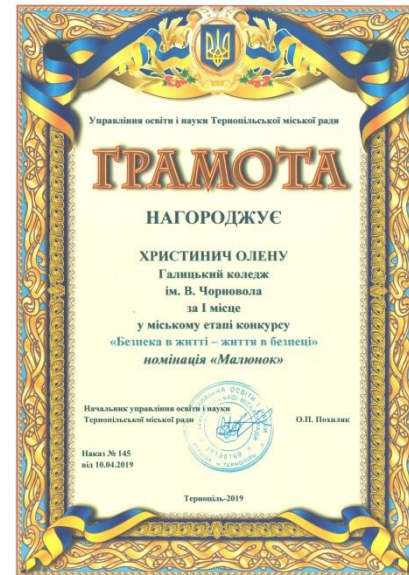 Управління освіти і науки Тернопільської міської ради
ГРАМОТА
НАГОРОДЖУЄ
ХРИСТИНИЧ ОЛЕНУ
Галицький коледж
ім. В. Чорновола
за І місце
у міському етапі конкурсу
«Безпека в житті – життя в безпеці»
номінація «Малюнок»
Начальник управління освіти і науки
Тернопільської міської ради
О.П. Похиляк
Наказ № 145
від 10.04.2019
Тернопіль-2019